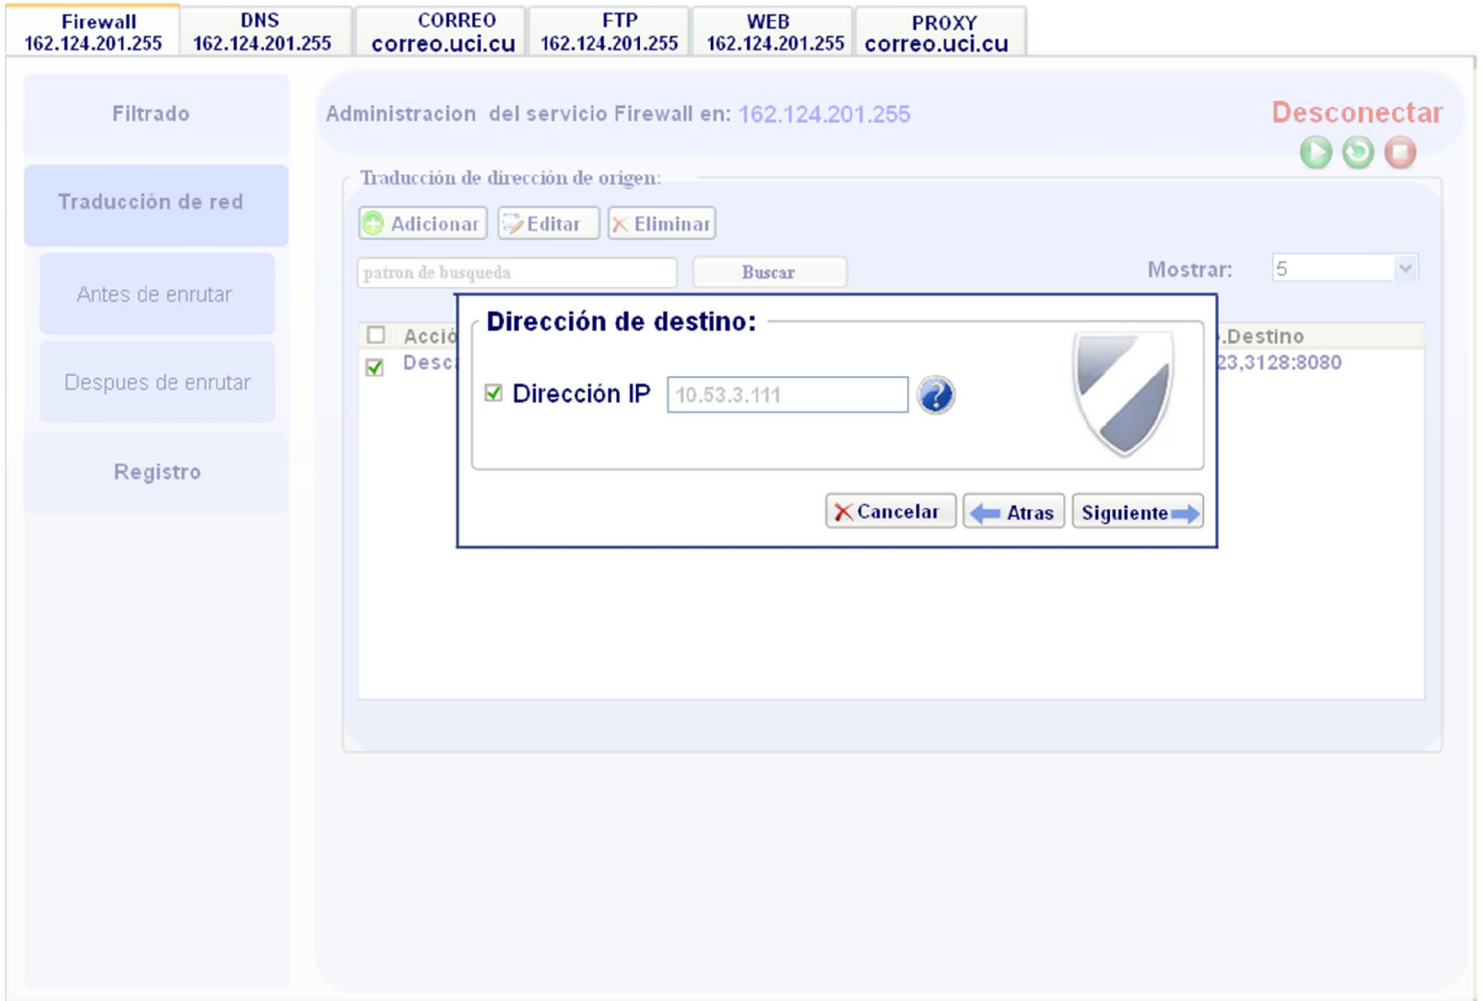 Firewall
162.124.201.255
DNS
162.124.201.255
CORREO
correo.uci.cu
FTP
162.124.201.255
WEB
162.124.201.255
PROXY
correo.uci.cu
Filtrado
Traducción de red
Antes de enrutar
Despues de enrutar
Registro
Administracion del servicio Firewall en: 162.124.201.255
Desconectar
Traducción de dirección de origen:
Adicionar
Editar
Eliminar
patron de busqueda
Buscar
Mostrar:
5
Acció
.Destino
Desc
23,3128:8080
Dirección de destino:
Dirección IP
10.53.3.111
?
Cancelar
Atras
Siguiente